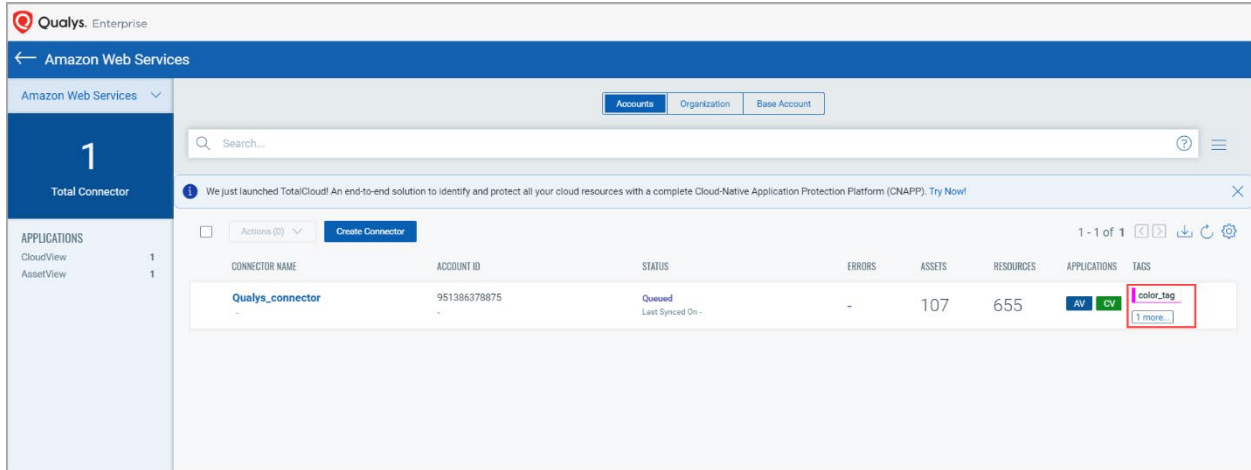 Qualys. Enterprise
Amazon Web Services
Amazon Web Services
Accounts Organization Base Account
1
Total Connector
Search...
We just launched TotalCloud! An end-to-end solution to identify and protect all your cloud resources with a complete Cloud-Native Application Protection Platform (CNAPP). Try Now!
APPLICATIONS
CloudView 1
AssetView 1
Actions (0) Create Connector 1 - 1 of 1
CONNECTOR NAME ACCOUNT ID STATUS ERRORS ASSETS RESOURCES APPLICATIONS TAGS
Qualys_connector 951386378875 Queued - 107 655 AV CV color_tag
- - Last Synced On - 1 more...